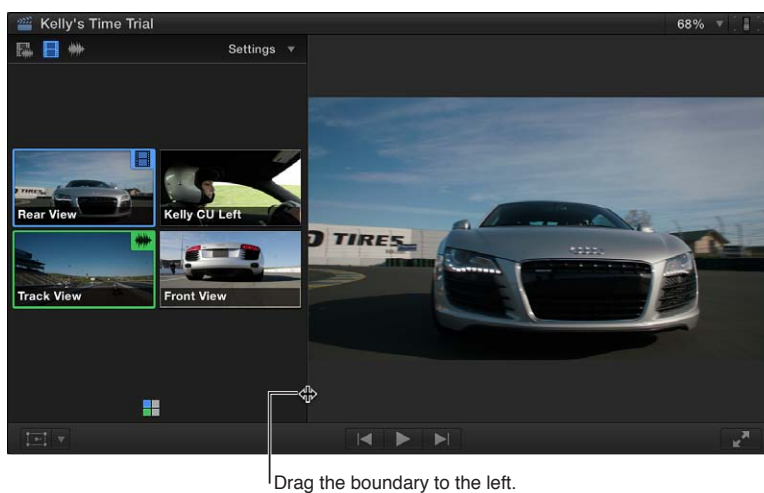 Kelly's Time Trial
68%
Settings
Rear View
Kelly CU Left
Track View
Front View
TIRES
TIRES
Drag the boundary to the left.